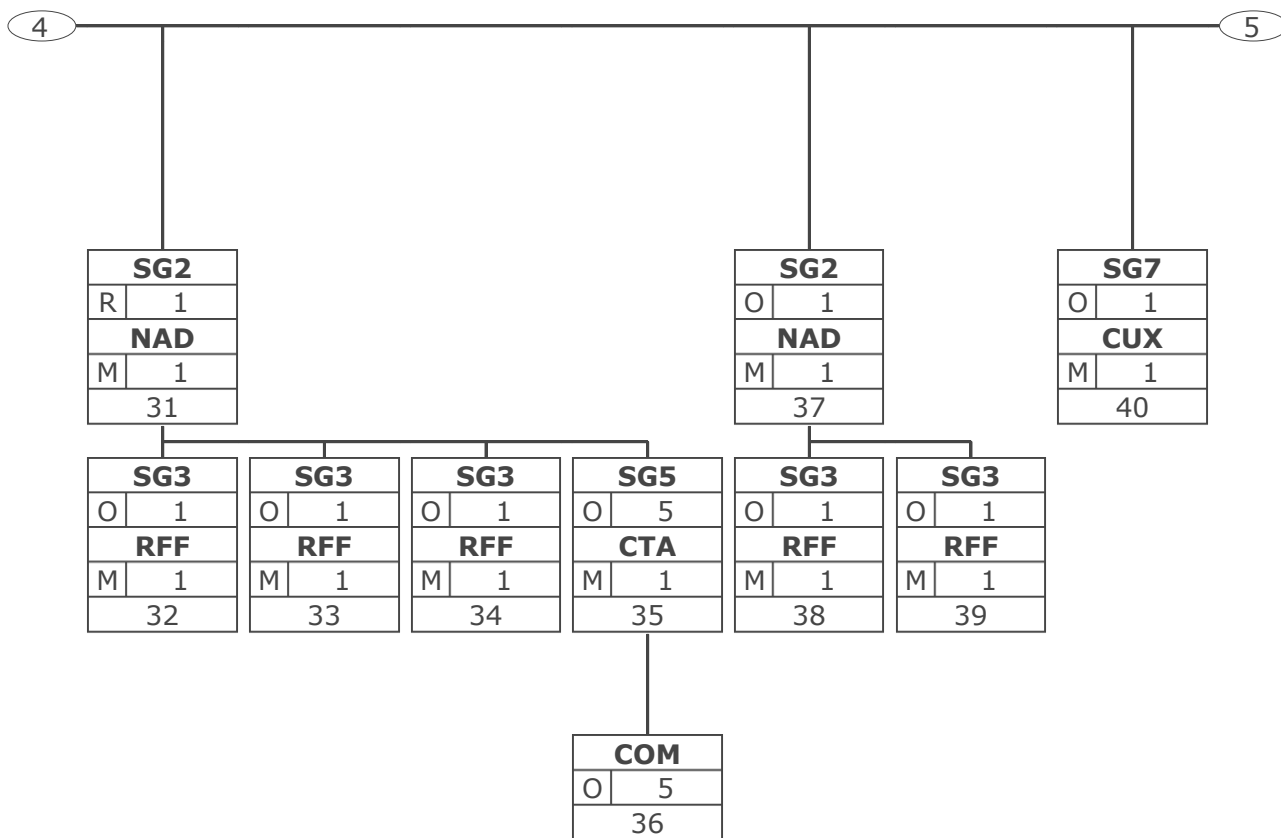 4 5
SG2 SG2 SG7
R 1 O 1 O 1
NAD NAD CUX
M 1 M 1 M 1
31 37 40
SG3 SG3 SG3 SG5 SG3 SG3
O 1 O 1 O 1 O 5 O 1 O 1
RFF RFF RFF CTA RFF RFF
M 1 M 1 M 1 M 1 M 1 M 1
32 33 34 35 38 39
COM
O 5
36